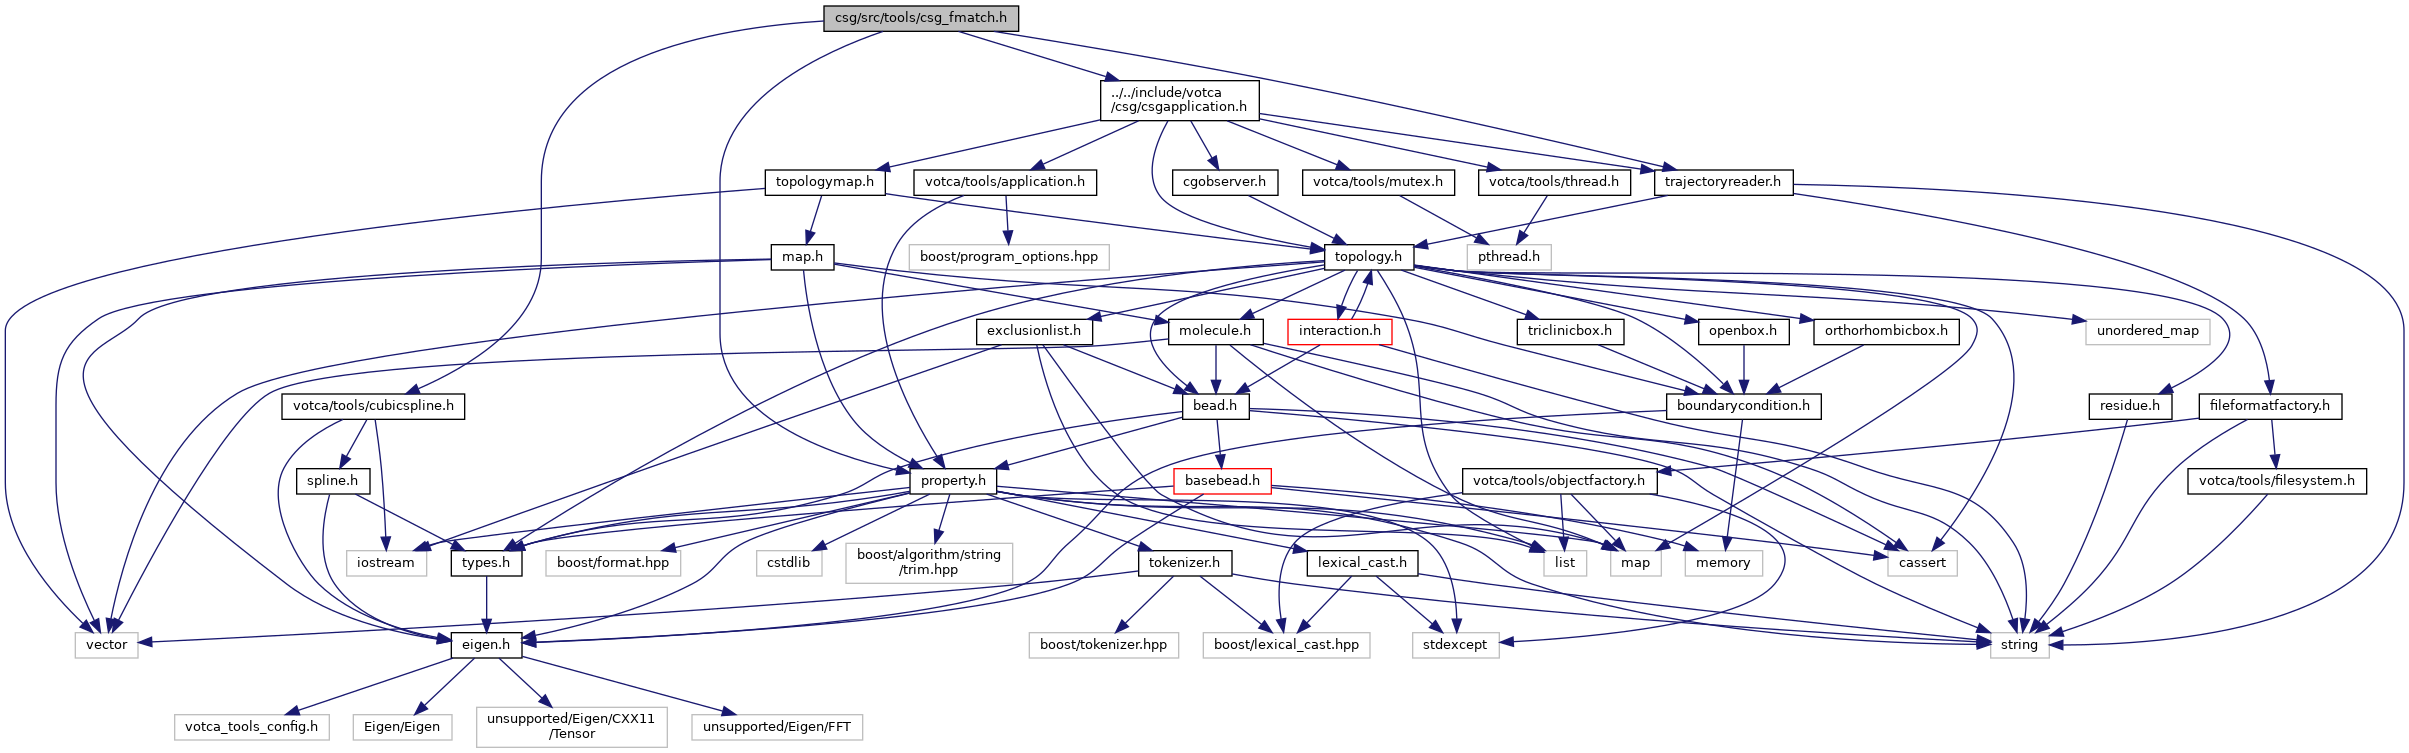 csg/src/tools/csg_fmatch.h
../../include/votca
/csg/csgapplication.h
topologymap.h
votca/tools/application.h
cgobserver.h
votca/tools/mutex.h
votca/tools/thread.h
trajectoryreader.h
map.h
boost/program_options.hpp
topology.h
pthread.h
exclusionlist.h
molecule.h
interaction.h
triclinicbox.h
openbox.h
orthorhombicbox.h
unordered_map
votca/tools/cubicspline.h
bead.h
boundarycondition.h
residue.h
fileformatfactory.h
spline.h
property.h
basebead.h
votca/tools/objectfactory.h
votca/tools/filesystem.h
iostream
types.h
boost/format.hpp
cstdlib
boost/algorithm/string
/trim.hpp
tokenizer.h
lexical_cast.h
list
map
memory
cassert
vector
eigen.h
boost/tokenizer.hpp
boost/lexical_cast.hpp
stdexcept
string
votca_tools_config.h
Eigen/Eigen
unsupported/Eigen/CXX11
/Tensor
unsupported/Eigen/FFT